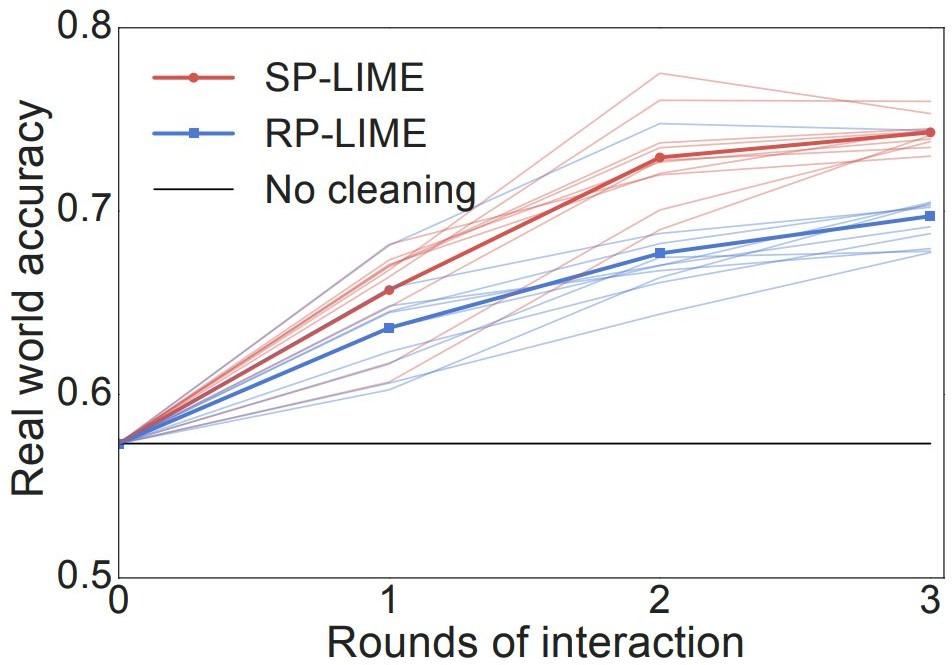 0.8
0.7
0.6
0.5
Real world accuracy
SP-LIME
RP-LIME
No cleaning
0
1
2
3
Rounds of interaction